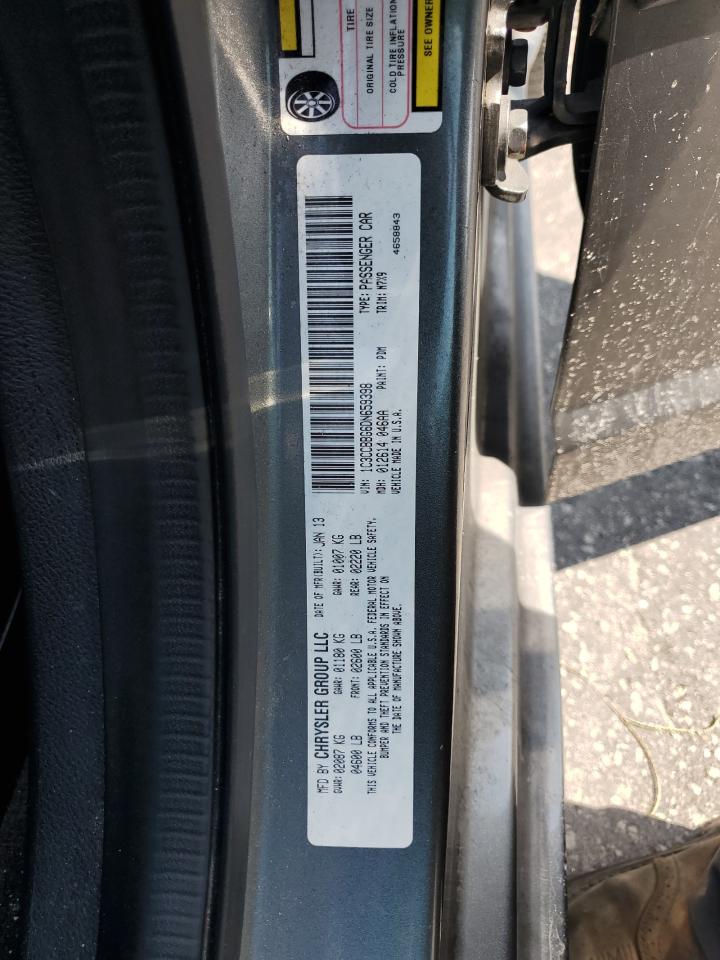 TIRE
ORIGINAL TIRE SIZE
COLD TIRE INFLATION
PRESSURE
SEE OWNER
MFD BY CHRYSLER GROUP LLC DATE OF MFR(BUILT): JAN 13
GVWR: 02087 KG GAWR: 01180 KG GAWR: 01007 KG
04600 LB FRONT: 02600 LB REAR: 02220 LB
THIS VEHICLE CONFORMS TO ALL APPLICABLE U.S.A. FEDERAL MOTOR VEHICLE SAFETY,
BUMPER AND THEFT PREVENTION STANDARDS IN EFFECT ON
THE DATE OF MANUFACTURE SHOWN ABOVE.
VIN: 1C3CCBBG6DN659398 TYPE: PASSENGER CAR
MDH: 012614 046AA PAINT: PDM TRIM: M7X9
VEHICLE MADE IN U.S.A. 4658843